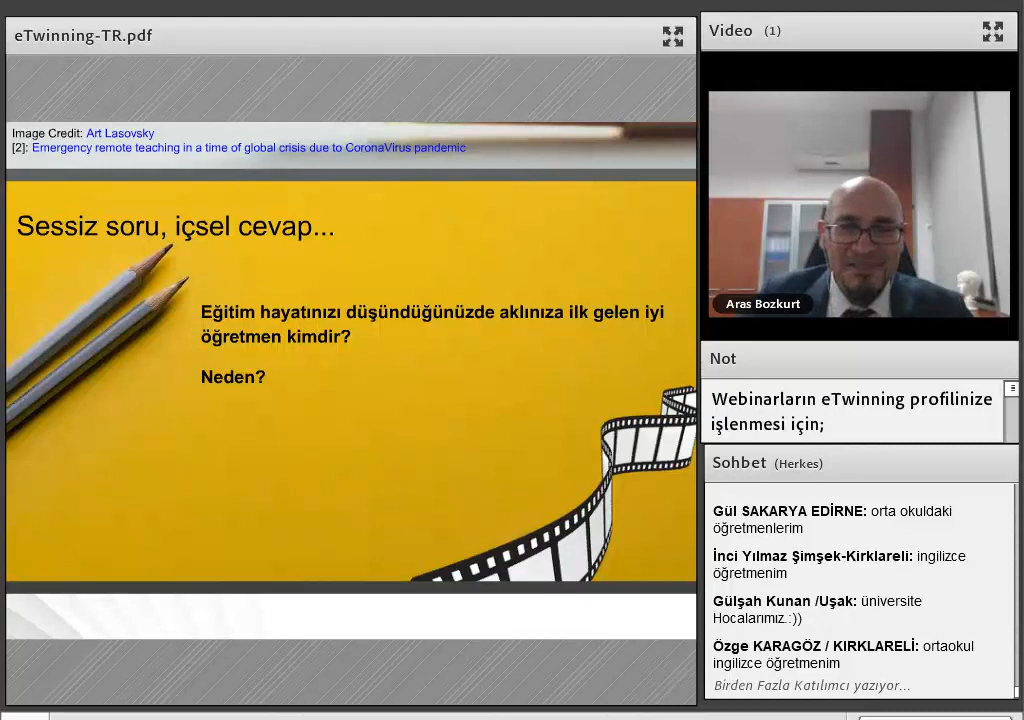 eTwinning-TR.pdf
Image Credit: Art Lasovsky
[2]: Emergency remote teaching in a time of global crisis due to CoronaVirus pandemic
Sessiz soru, içsel cevap...
Eğitim hayatınızı düşündüğünüzde aklınıza ilk gelen iyi
öğretmen kimdir?
Neden?
Video (1)
Aras Bozkurt
Not
Webinarların eTwinning profilinize
işlenmesi için;
Sohbet (Herkes)
Gül SAKARYA EDİRNE: orta okuldaki
öğretmenlerim
İnci Yılmaz Şimşek-Kirklareli: ingilizce
öğretmenim
Gülşah Kunan /Uşak: üniversite
Hocalarımız.:))
Özge KARAGÖZ / KIRKLARELİ: ortaokul
ingilizce öğretmenim
Birden Fazla Katılımcı yazıyor...